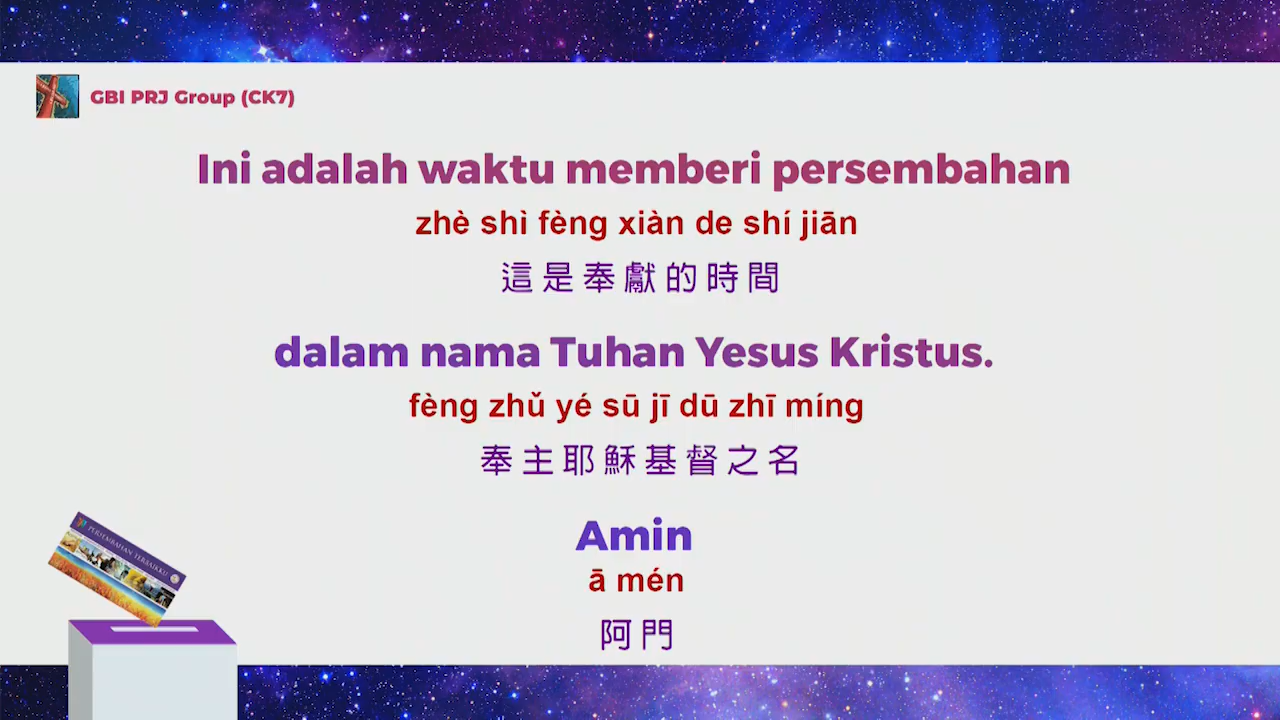 GBI PRJ Group (CK7)
Ini adalah waktu memberi persembahan
zhè shì fèng xiàn de shí jiān
這是奉獻的時間
dalam nama Tuhan Yesus Kristus.
fèng zhǔ yé sū jī dū zhī míng
奉主耶穌基督之名
Amin
ā mén
阿門
PERSEMBAHAN TERBAIKKU